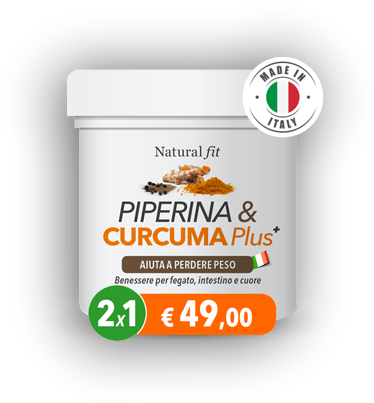 MADE IN
ITALY
Natural fit
PIPERINA &
CURCUMA Plus+
AIUTA A PERDERE PESO
Benessere per fegato, intestino e cuore
2x1
€ 49,00